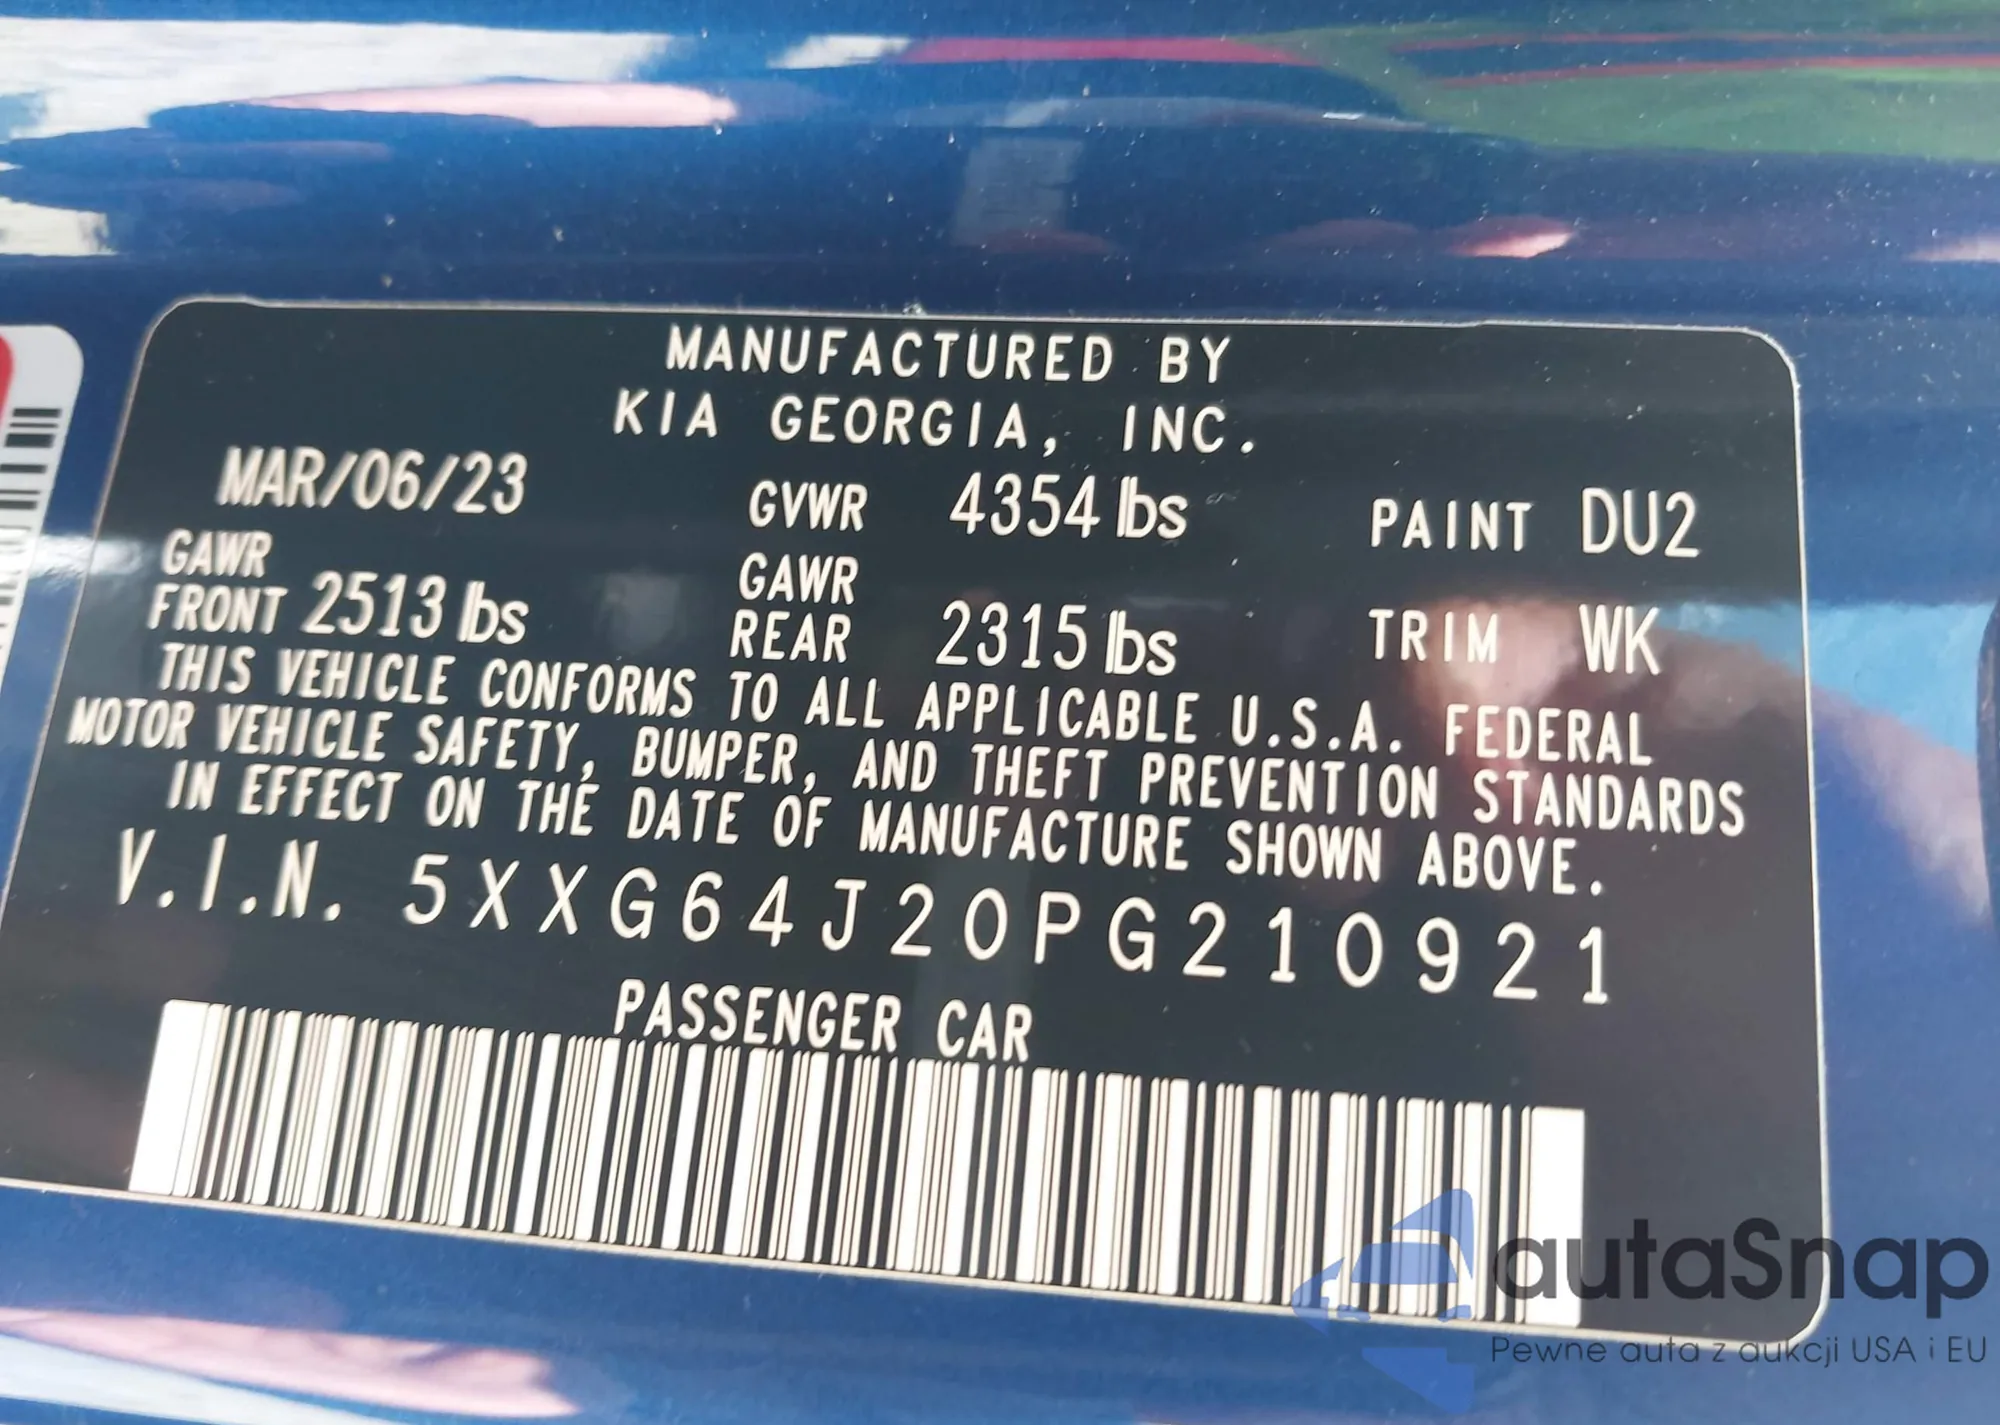 MANUFACTURED BY
KIA GEORGIA, INC.
MAR/06/23 GVWR 4354 lbs PAINT DU2
GAWR FRONT 2513 lbs GAWR REAR 2315 lbs TRIM WK
THIS VEHICLE CONFORMS TO ALL APPLICABLE U.S.A. FEDERAL
MOTOR VEHICLE SAFETY, BUMPER, AND THEFT PREVENTION STANDARDS
IN EFFECT ON THE DATE OF MANUFACTURE SHOWN ABOVE.
V.I.N. 5XXG64J20PG210921
PASSENGER CAR
autaSnap
Pewne auta z aukcji USA i EU